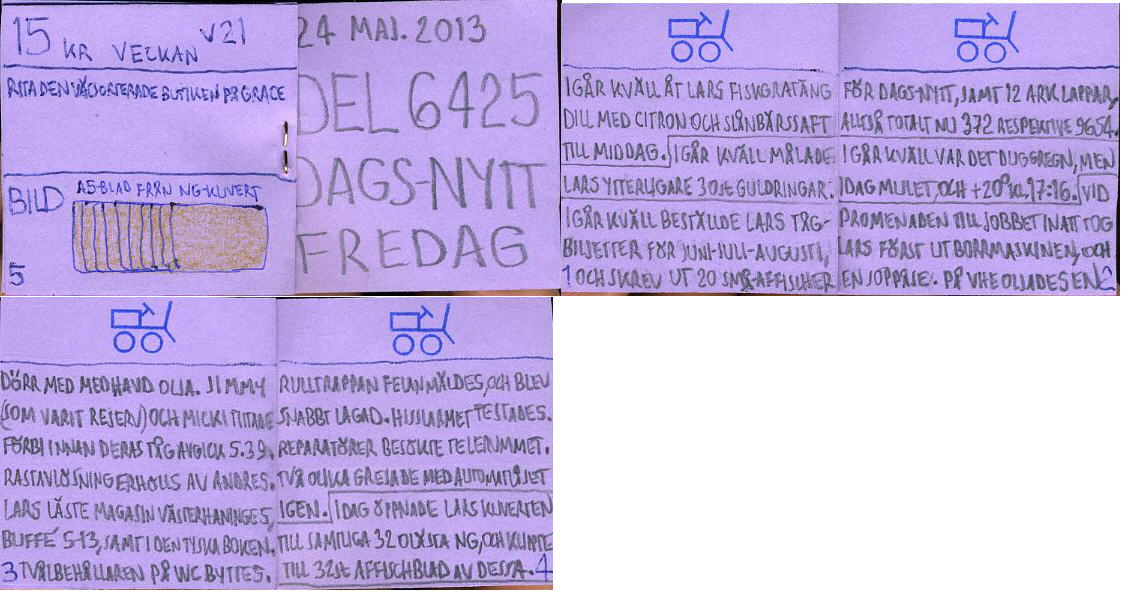 15 KR VECKAN V21
RITA DEN VÄLSORTERADE BUTIKEN PÅ GRACE
BILD A5-BLAD FRÅN NG-KUVERT
5
24 MAJ. 2013
DEL 6425
DAGS-NYTT
FREDAG
IGÅR KVÄLL ÅT LARS FISKGRATÄNG
DILL MED CITRON OCH SLÅNBÄRSSAFT
TILL MIDDAG. IGÅR KVÄLL MÅLADE
LARS YTTERLIGARE 30st GULDRINGAR.
IGÅR KVÄLL BESTÄLLDE LARS TÅG-
BILJETTER FÖR JUNI-JULI-AUGUSTI,
1 OCH SKREV UT 20 SMÅ-AFFISCHER
FÖR DAGS-NYTT, SAMT 12 ARK LAPPAR,
ALLTSÅ TOTALT NU 372 RESPEKTIVE 9654.
IGÅR KVÄLL VAR DET DUGGREGN, MEN
IDAG MULET, OCH +20° KL.17:16. VID
PROMENADEN TILL JOBBET INATT TOG
LARS FÖRST UT BORRMASKINEN, OCH
EN SOPPÅSE. PÅ VHE OLJADES EN 2
DÖRR MED MEDHAVD OLJA. JIMMY
(SOM VARIT RESERV) OCH MICKI TITTADE
FÖRBI INNAN DERAS TÅG AVGICK 5.39.
RASTAVLÖSNING ERHÖLLS AV ANDRES.
LARS LÄSTE MAGASIN VÄSTERHANINGE 5,
BUFFÉ 5-13, SAMT I DEN TYSKA BOKEN.
3 TVÅLBEHÅLLAREN PÅ WC BYTTES.
RULLTRAPPAN FELANMÄLDES, OCH BLEV
SNABBT LAGAD. HISSLARMET TESTADES.
REPARATÖRER BESÖKTE TELERUMMET.
TVÅ OLIKA GREJADE MED AUTOMATLÅSET
IGEN. IDAG ÖPPNADE LARS KUVERTEN
TILL SAMTLIGA 32 OLÄSTA NG, OCH KLIPPTE
TILL 32st AFFISCHBLAD AV DESSA. 4